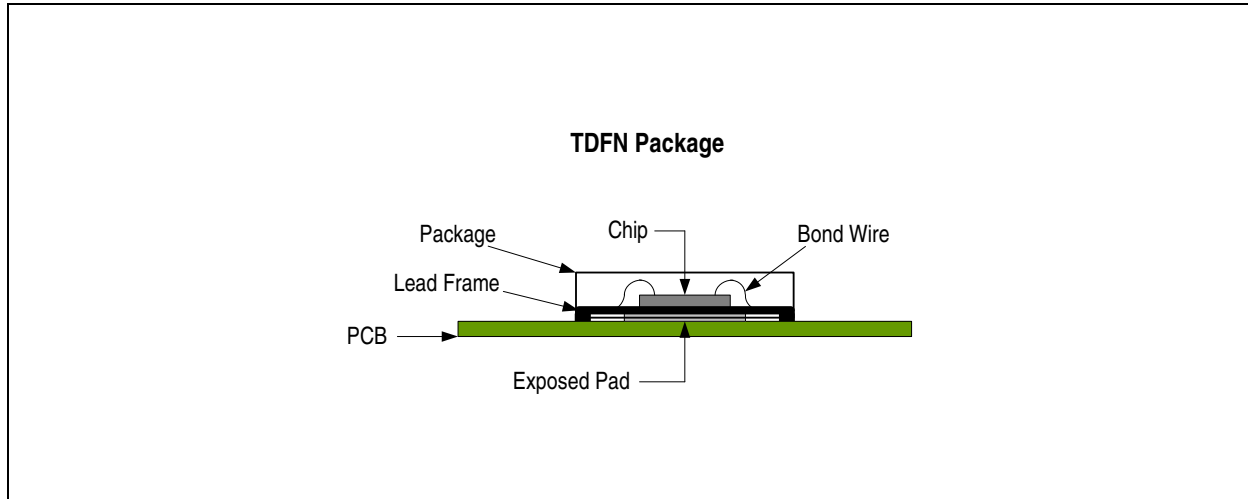 TDFN Package
Package
Chip
Bond Wire
Lead Frame
PCB
Exposed Pad